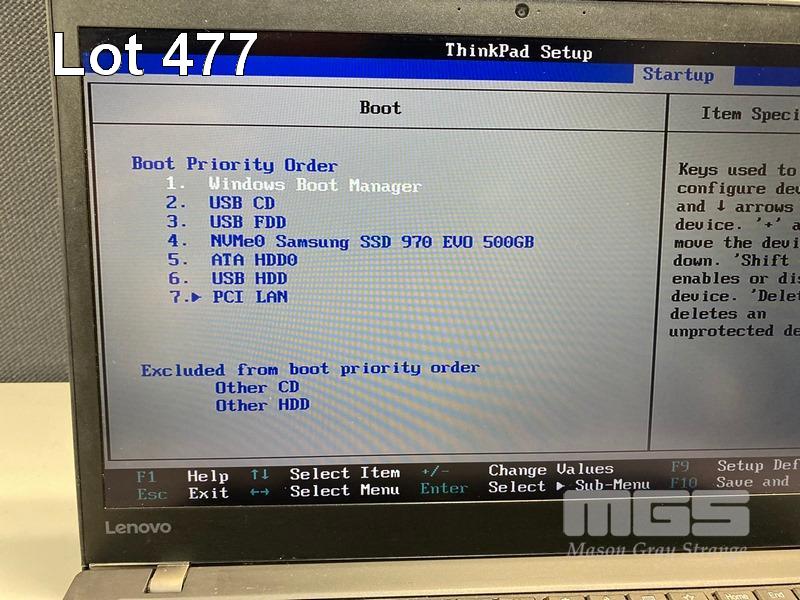 Lot 477
ThinkPad Setup
Startup
Boot
Item Speci
Boot Priority Order
1. Windows Boot Manager
2. USB CD
3. USB FDD
4. NVMe0 Samsung SSD 970 EVO 500GB
5. ATA HDD0
6. USB HDD
7.▶ PCI LAN
Excluded from boot priority order
Other CD
Other HDD
Keys used to
configure dev
and ↓ arrows
device. '+' a
move the devi
down. 'Shift
enables or dis
device. 'Delet
deletes an
unprotected de
F1 Help ↑↓ Select Item +/- Change Values F9 Setup Def
Esc Exit ←→ Select Menu Enter Select ▶ Sub-Menu F10 Save and
Lenovo
MGS
Mason Gray Strange
Home End